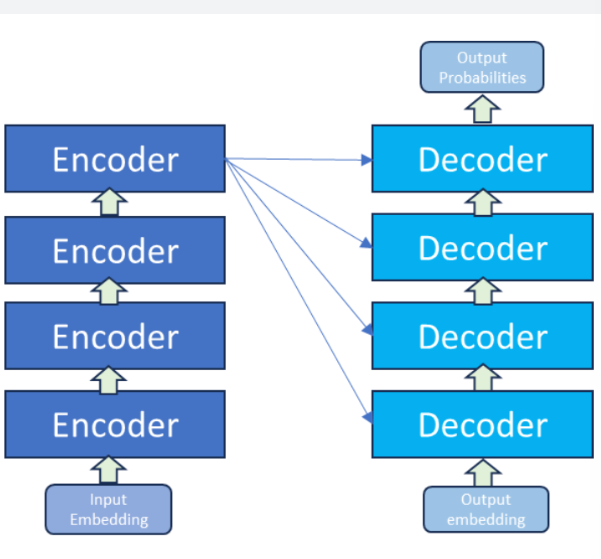 Output
Probabilities
Encoder
Decoder
Encoder
Decoder
Encoder
Decoder
Encoder
Decoder
Input
Embedding
Output
embedding